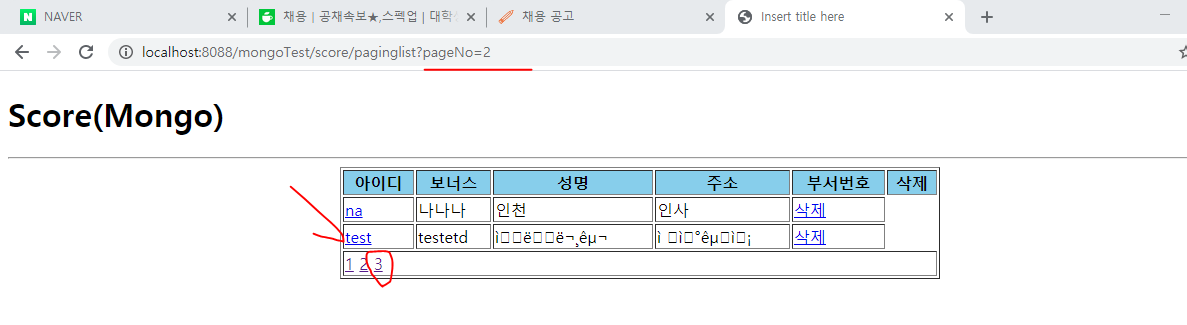 NAVER
채용 | 공채속보★,스펙업 | 대학
채용 공고
Insert title here
localhost:8088/mongoTest/score/paginglist?pageNo=2
Score(Mongo)
아이디 보너스 성명 주소 부서번호 삭제
na 나나나 인천 인사 삭제
test testetd 삭제
1 2 3